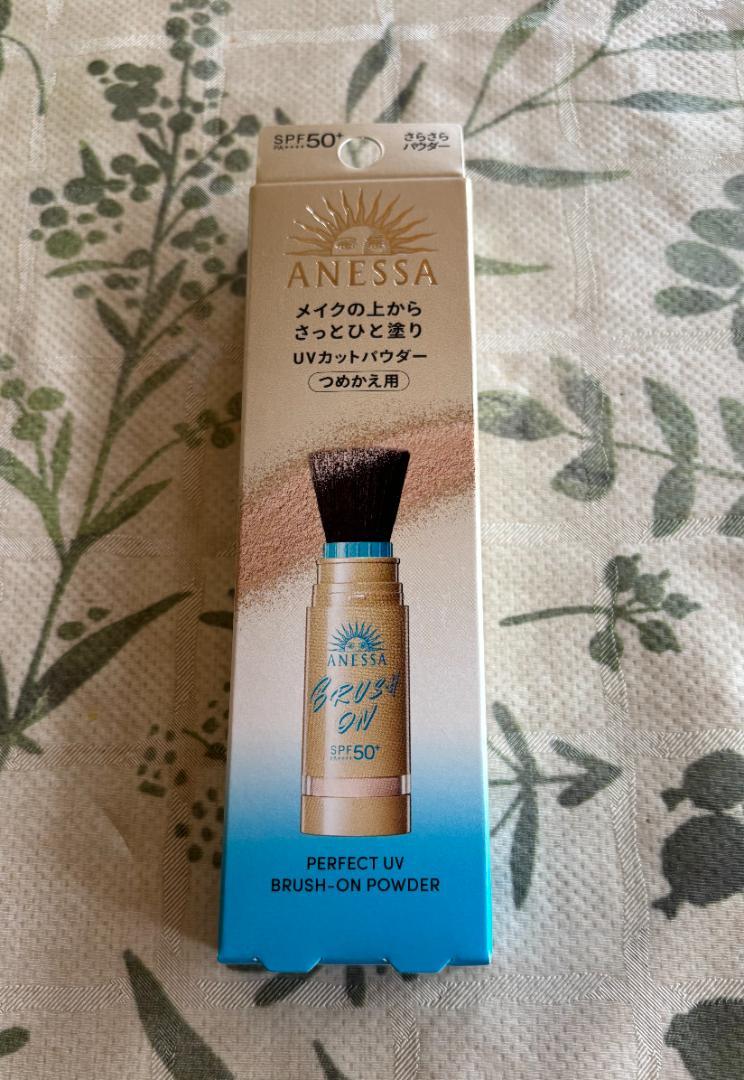 SPF50+
PA++++
さらさら
パウダー
ANESSA
メイクの上から
さっとひと塗り
UVカットパウダー
つめかえ用
ANESSA
BRUSH
ON
SPF50+
PA++++
PERFECT UV
BRUSH-ON POWDER